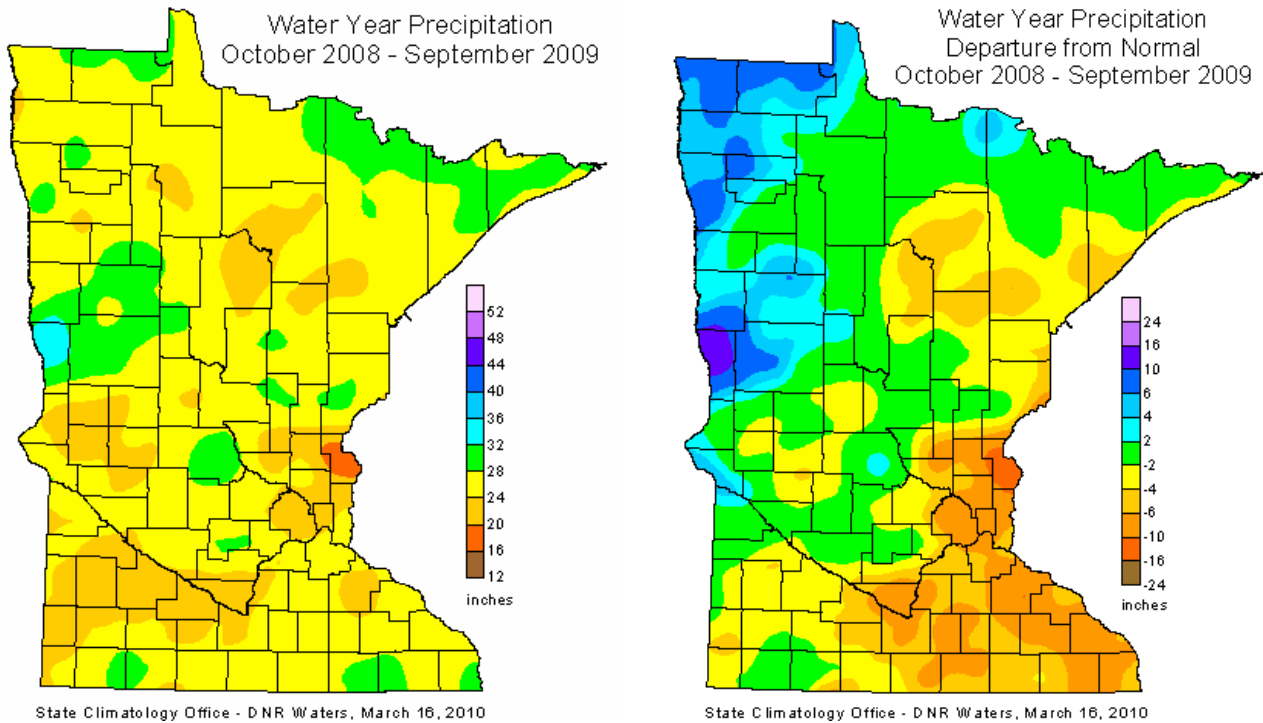 Water Year Precipitation
October 2008 - September 2009
52
48
44
40
36
32
28
24
20
16
12
inches
State Climatology Office - DNR Waters, March 16, 2010
Water Year Precipitation
Departure from Normal
October 2008 - September 2009
24
16
10
6
4
2
-2
-4
-6
-10
-16
-24
inches
State Climatology Office - DNR Waters, March 16, 2010